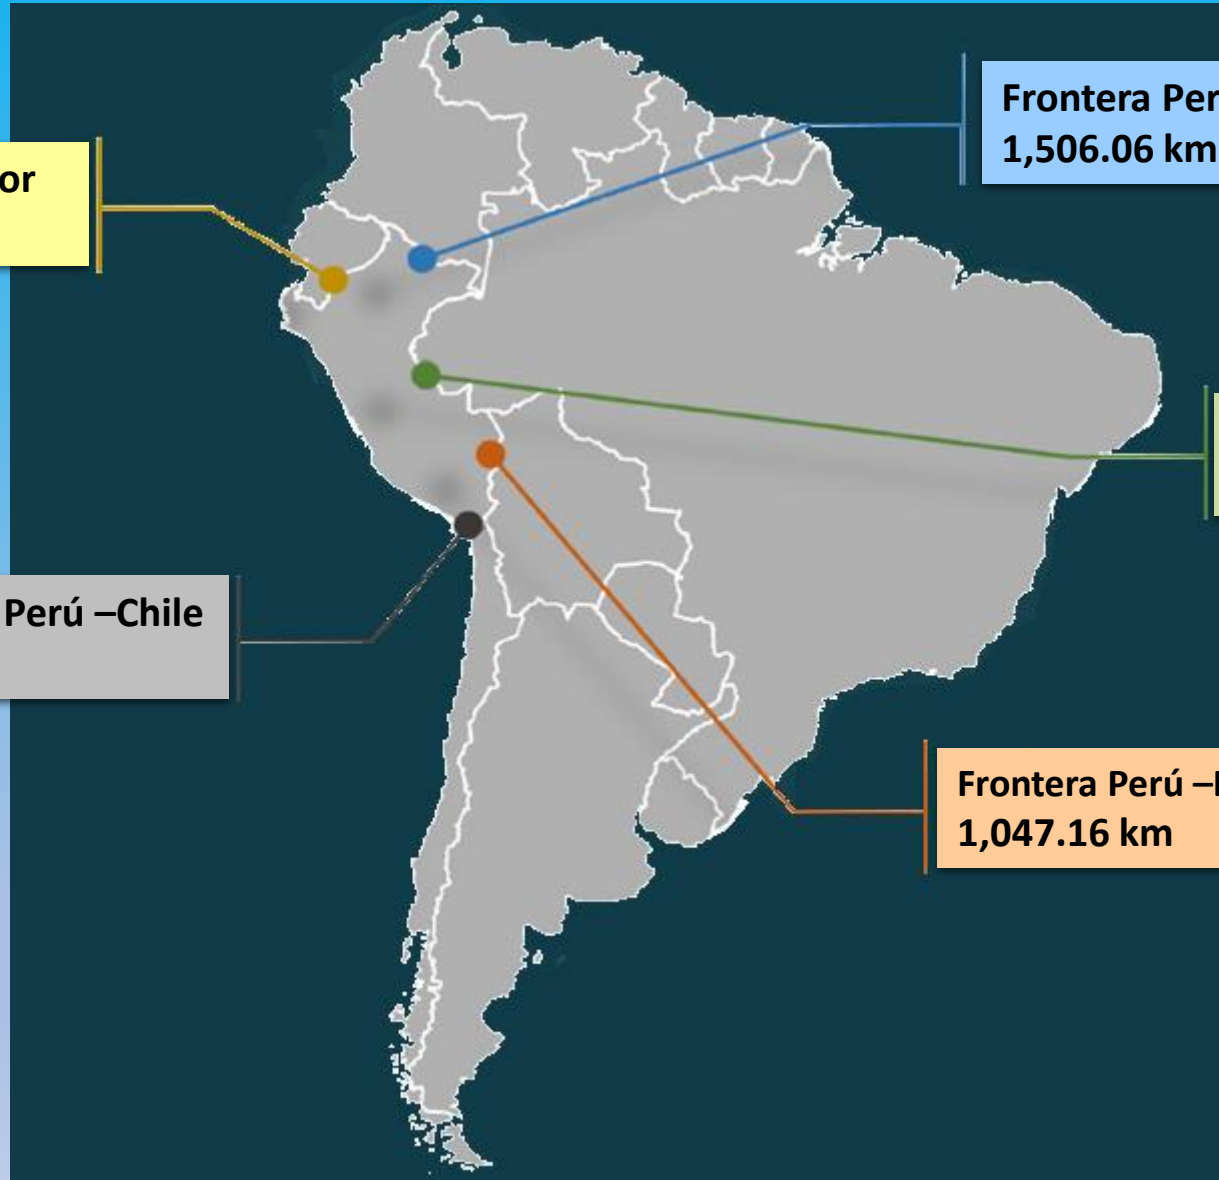 Frontera Per
1,506.06 km
or
Perú –Chile
Frontera Perú –
1,047.16 km